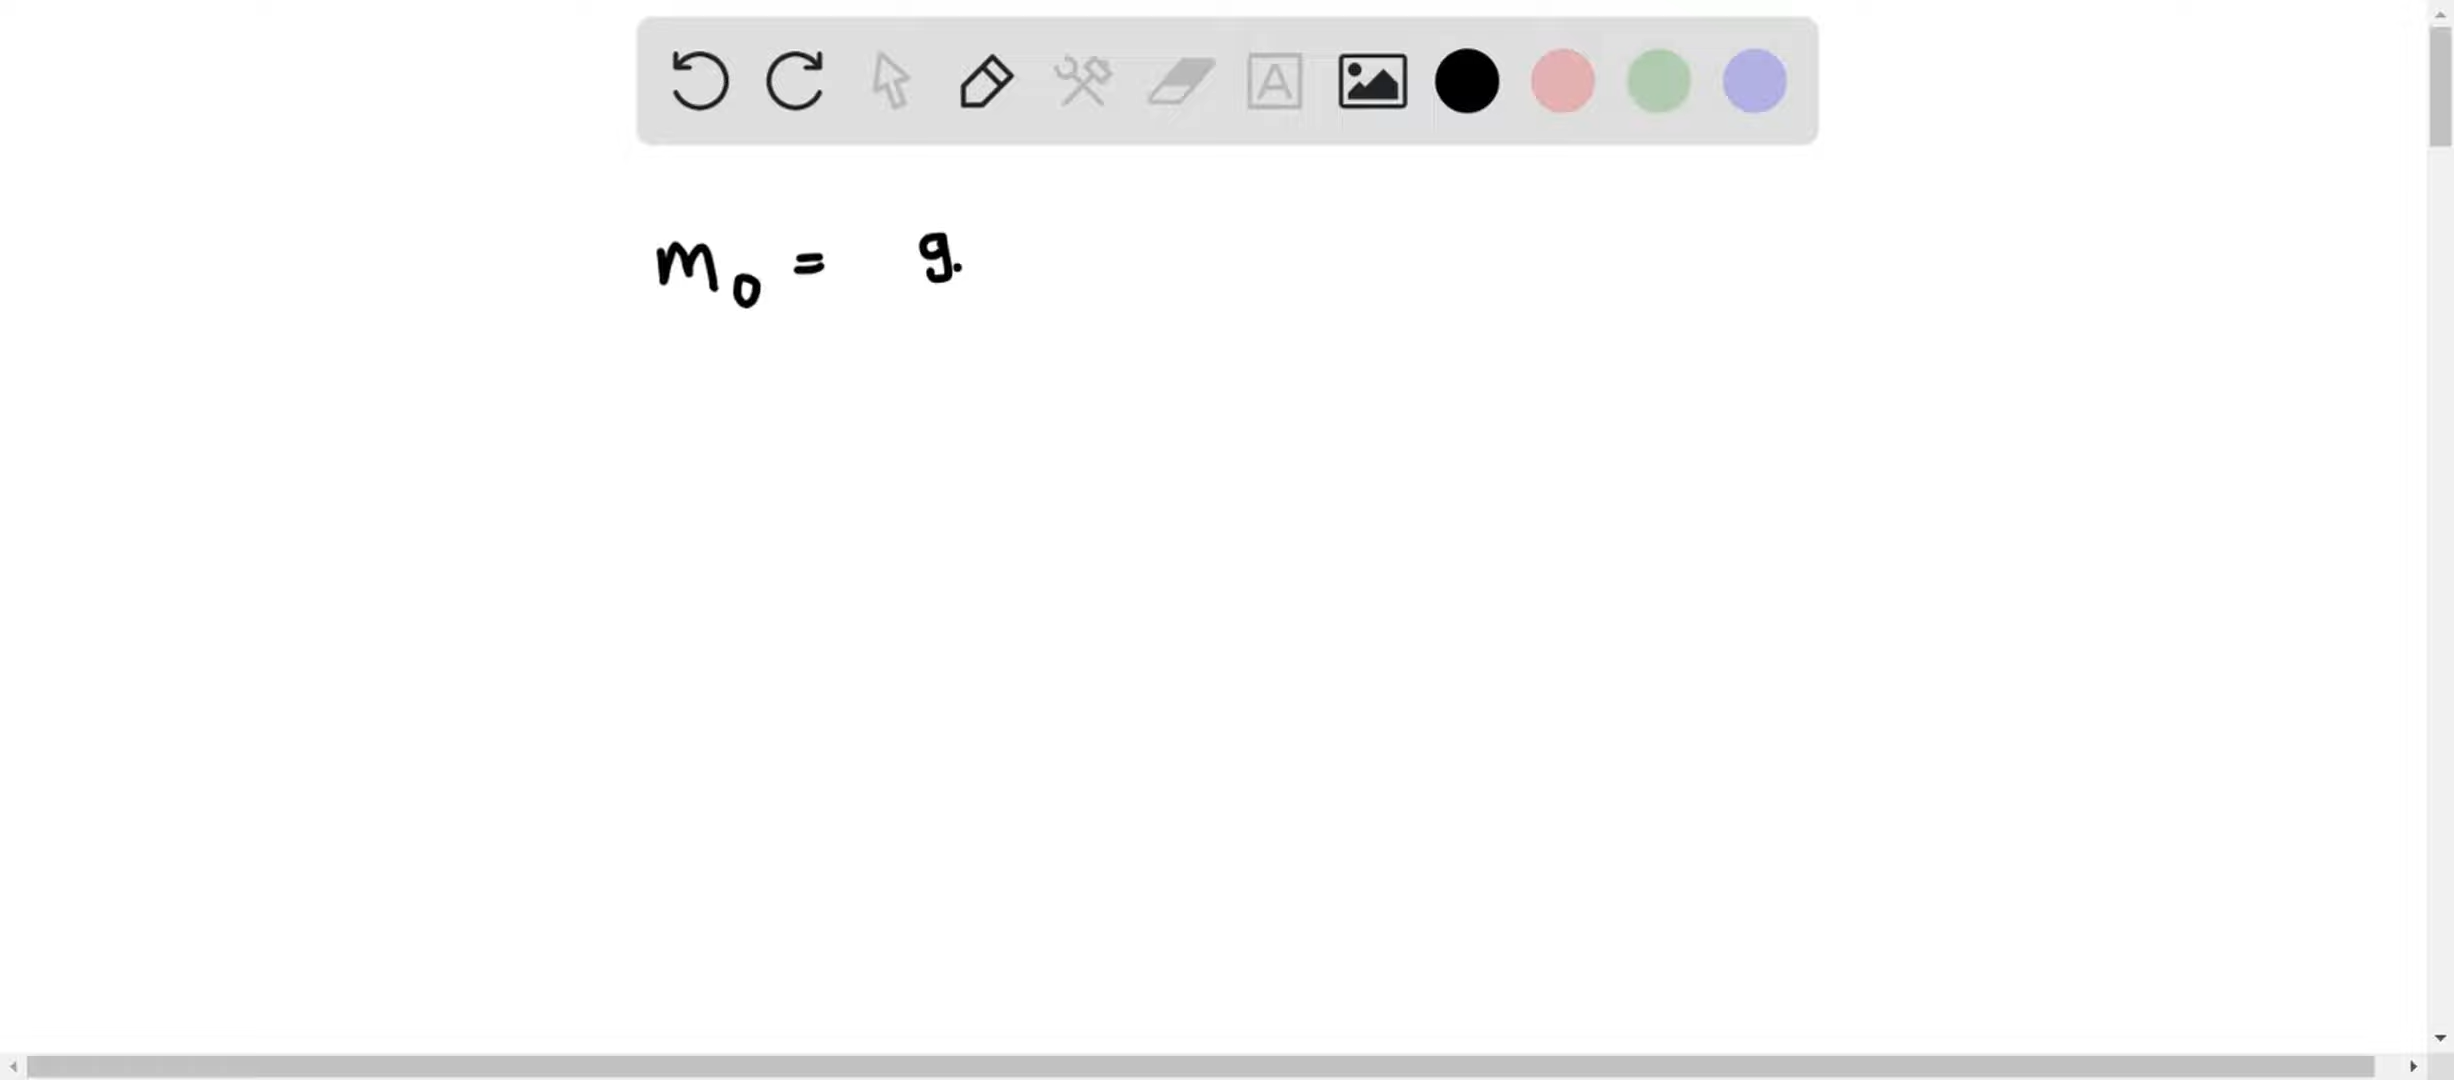 m₀ = g.